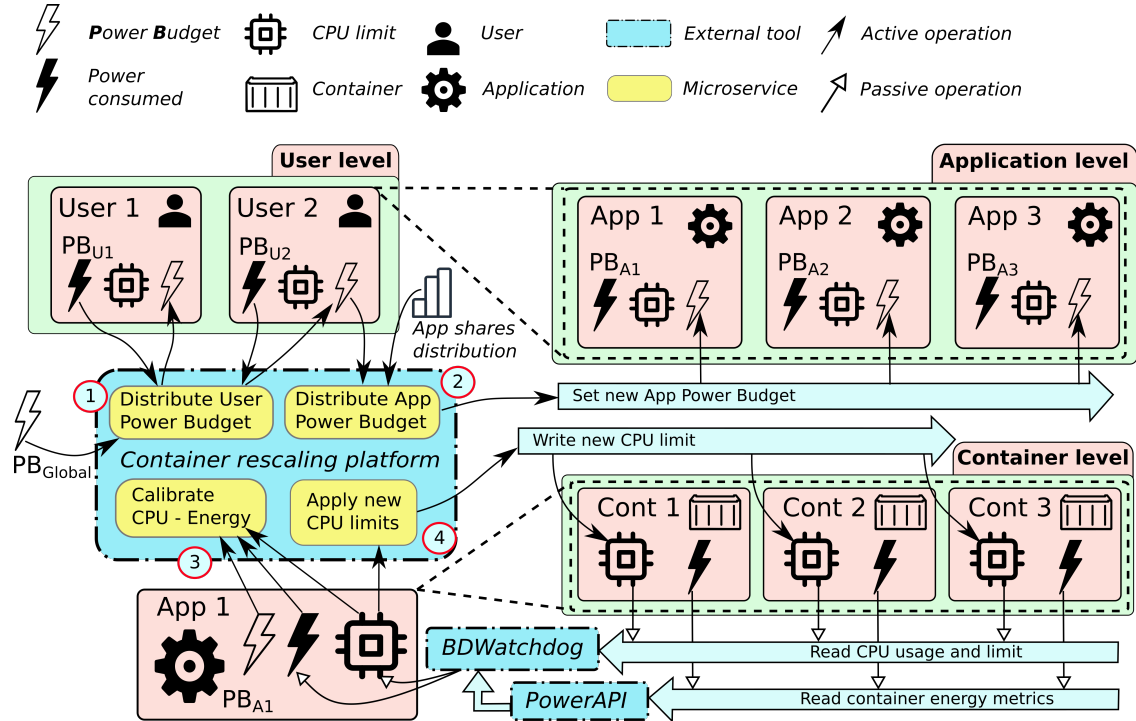 Power Budget
CPU limit
User
External tool
Active operation
Power
consumed
Container
Application
Microservice
Passive operation
User level
Application level
User 1
User 2
App 1
App 2
App 3
PBU1
PBU2
PBA1
PBA2
PBA3
App shares
distribution
1
2
Distribute User
Power Budget
Distribute App
Power Budget
Set new App Power Budget
PBGlobal
Container rescaling platform
Write new CPU limit
Container level
Calibrate
CPU - Energy
Apply new
CPU limits
3
4
Cont 1
Cont 2
Cont 3
App 1
PBA1
BDWatchdog
Read CPU usage and limit
PowerAPI
Read container energy metrics